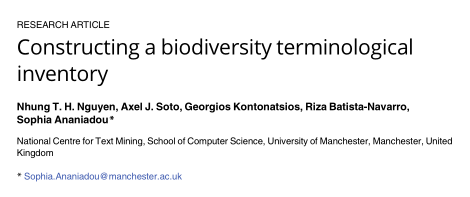 RESEARCH ARTICLE
Constructing a biodiversity terminological
inventory
Nhung T. H. Nguyen, Axel J. Soto, Georgios Kontonatsios, Riza Batista-Navarro,
Sophia Ananiadou*
National Centre for Text Mining, School of Computer Science, University of Manchester, Manchester, United
Kingdom
* Sophia.Ananiadou@manchester.ac.uk